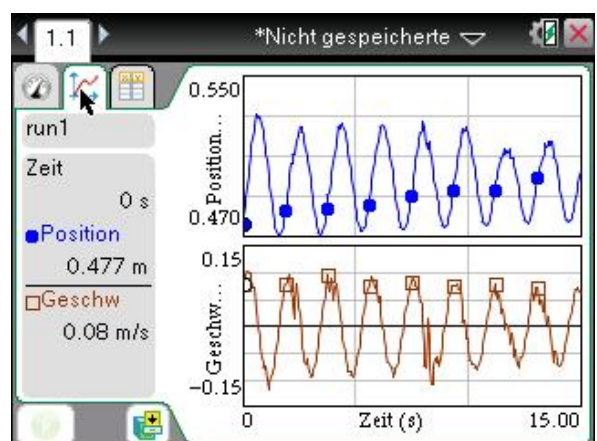 1.1
*Nicht gespeicherte
run1
Zeit
0 s
Position
0.477 m
Geschw
0.08 m/s
0.550
Position...
0.470
0.15
Geschw...
-0.15
0
Zeit (s)
15.00